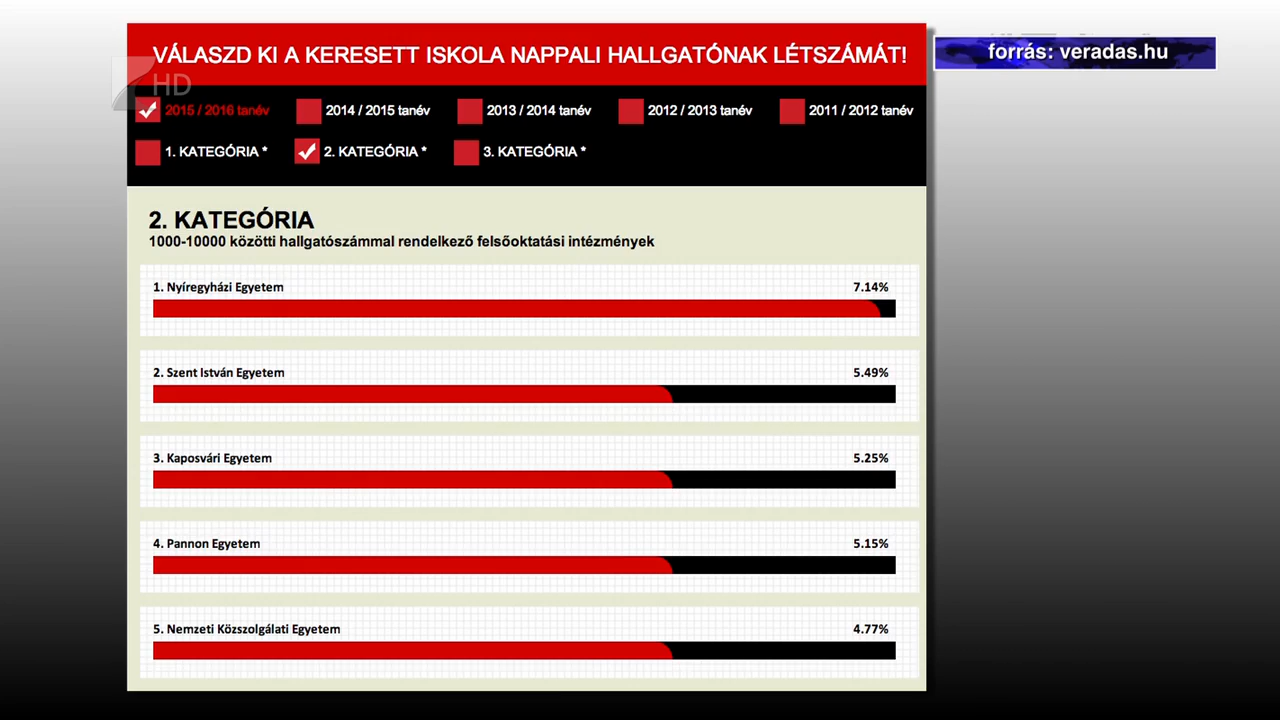 VÁLASZD KI A KERESETT ISKOLA NAPPALI HALLGATÓNAK LÉTSZÁMÁT!
forrás: veradas.hu
7 HD
2015 / 2016 tanév
2014 / 2015 tanév
2013 / 2014 tanév
2012 / 2013 tanév
2011 / 2012 tanév
1. KATEGÓRIA *
2. KATEGÓRIA *
3. KATEGÓRIA *
2. KATEGÓRIA
1000-10000 közötti hallgatószámmal rendelkező felsőoktatási intézmények
1. Nyíregyházi Egyetem 7.14%
2. Szent István Egyetem 5.49%
3. Kaposvári Egyetem 5.25%
4. Pannon Egyetem 5.15%
5. Nemzeti Közszolgálati Egyetem 4.77%